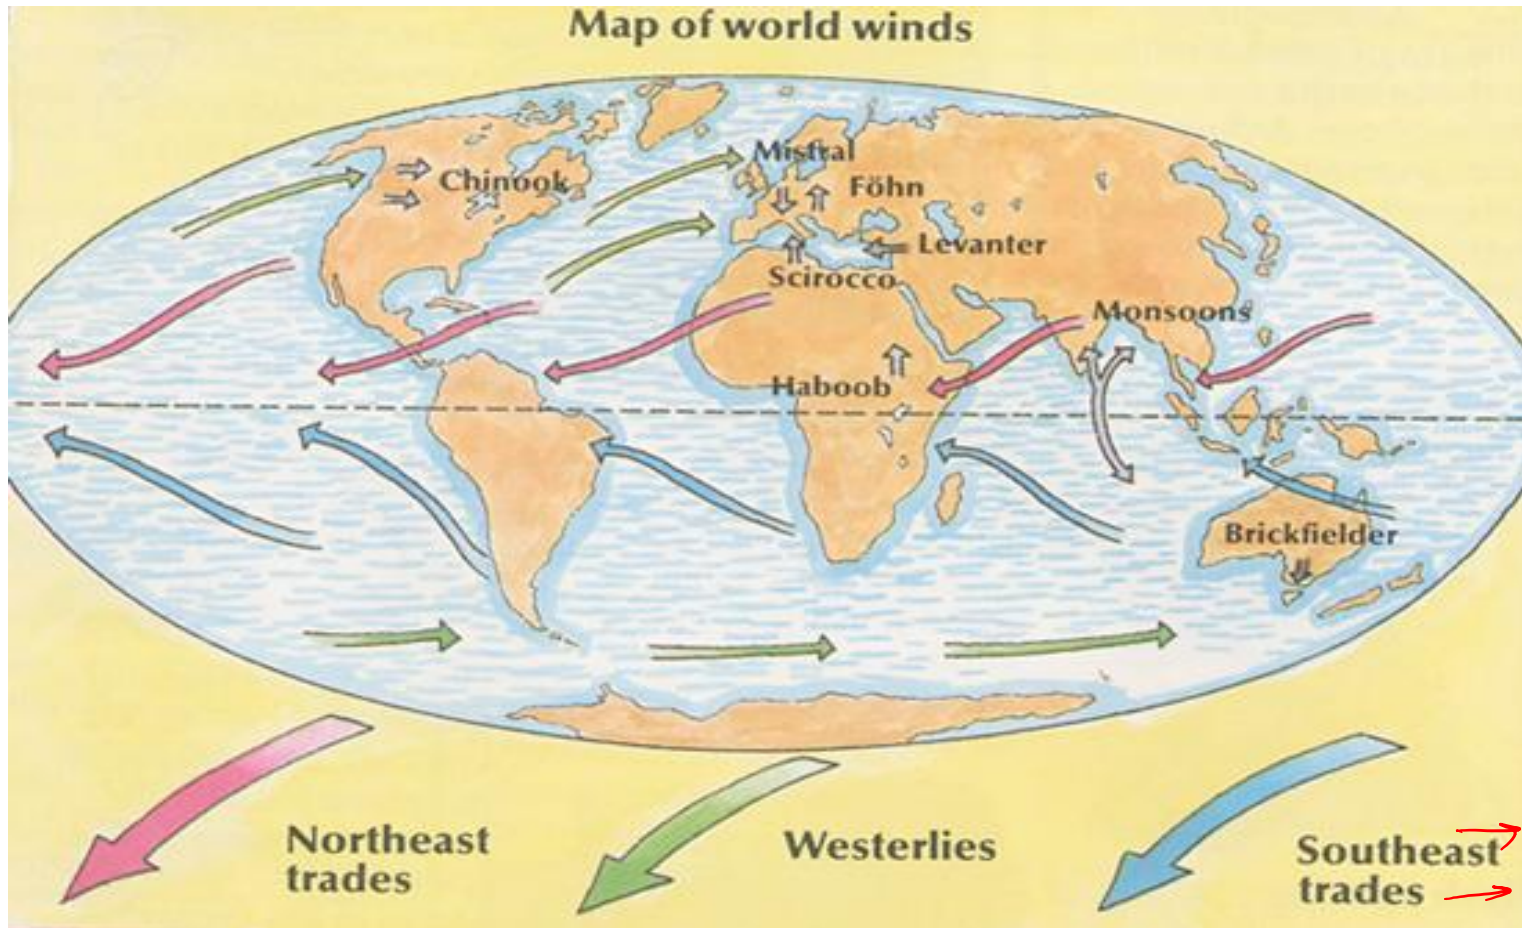 Map of world winds
Mistral
Chinook
Föhn
Levanter
Scirocco
Monsoons
Haboob
Brickfielder
Northeast
trades
Westerlies
Southeast
trades